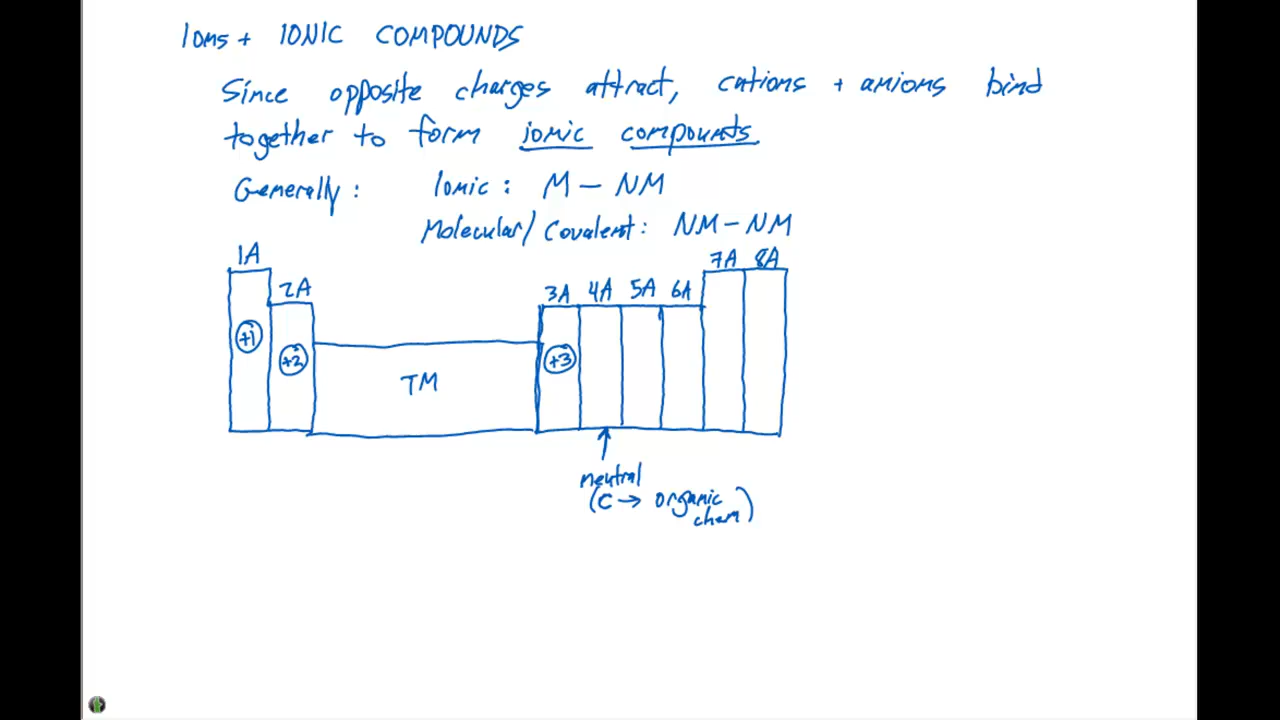 Ions + IONIC COMPOUNDS
Since opposite charges attract, cations + anions bind
together to form ionic compounds.
Generally: Ionic: M - NM
Molecular/Covalent: NM - NM
1A 7A 8A
2A 3A 4A 5A 6A
+1 +2 +3
TM
neutral
(C → organic
chem)